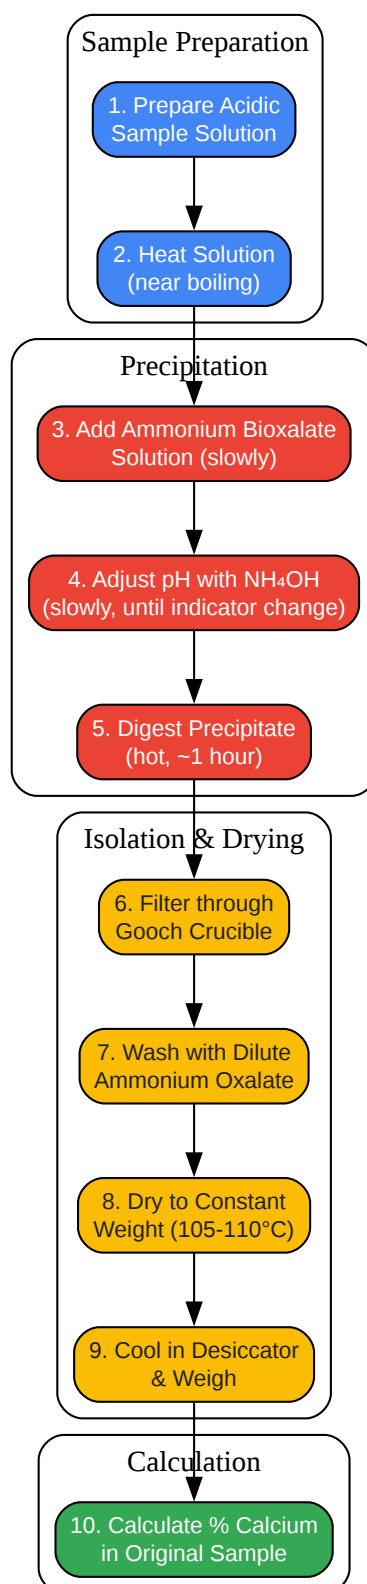 Sample Preparation
1. Prepare Acidic
Sample Solution
2. Heat Solution
(near boiling)
Precipitation
3. Add Ammonium Bioxalate
Solution (slowly)
4. Adjust pH with NH₄OH
(slowly, until indicator change)
5. Digest Precipitate
(hot, ~1 hour)
Isolation & Drying
6. Filter through
Gooch Crucible
7. Wash with Dilute
Ammonium Oxalate
8. Dry to Constant
Weight (105-110°C)
9. Cool in Desiccator
& Weigh
Calculation
10. Calculate % Calcium
in Original Sample